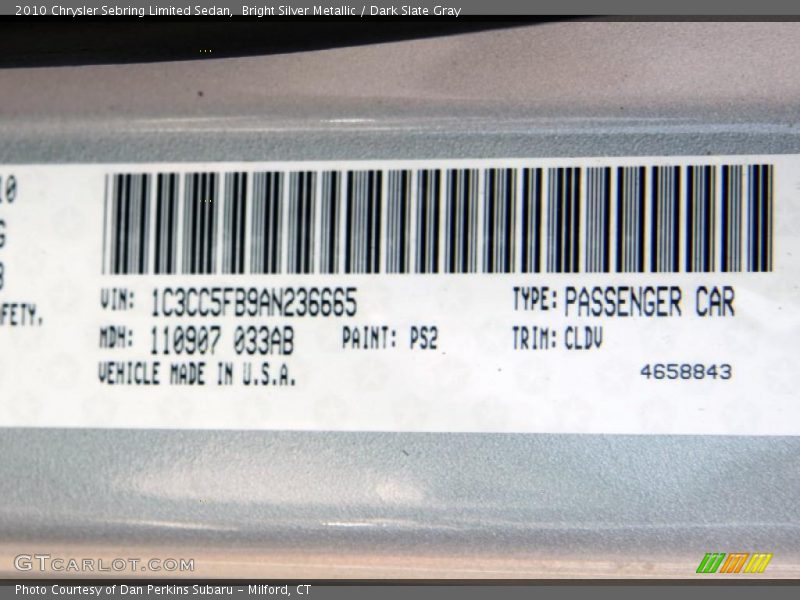 2010 Chrysler Sebring Limited Sedan,  Bright Silver Metallic / Dark Slate Gray
VIN: 1C3CC5FB9AN236665 TYPE: PASSENGER CAR
MDH: 110907 033AB PAINT: PS2 TRIM: CLDV
VEHICLE MADE IN U.S.A. 4658843
GTCARLOT.COM
Photo Courtesy of Dan Perkins Subaru - Milford, CT